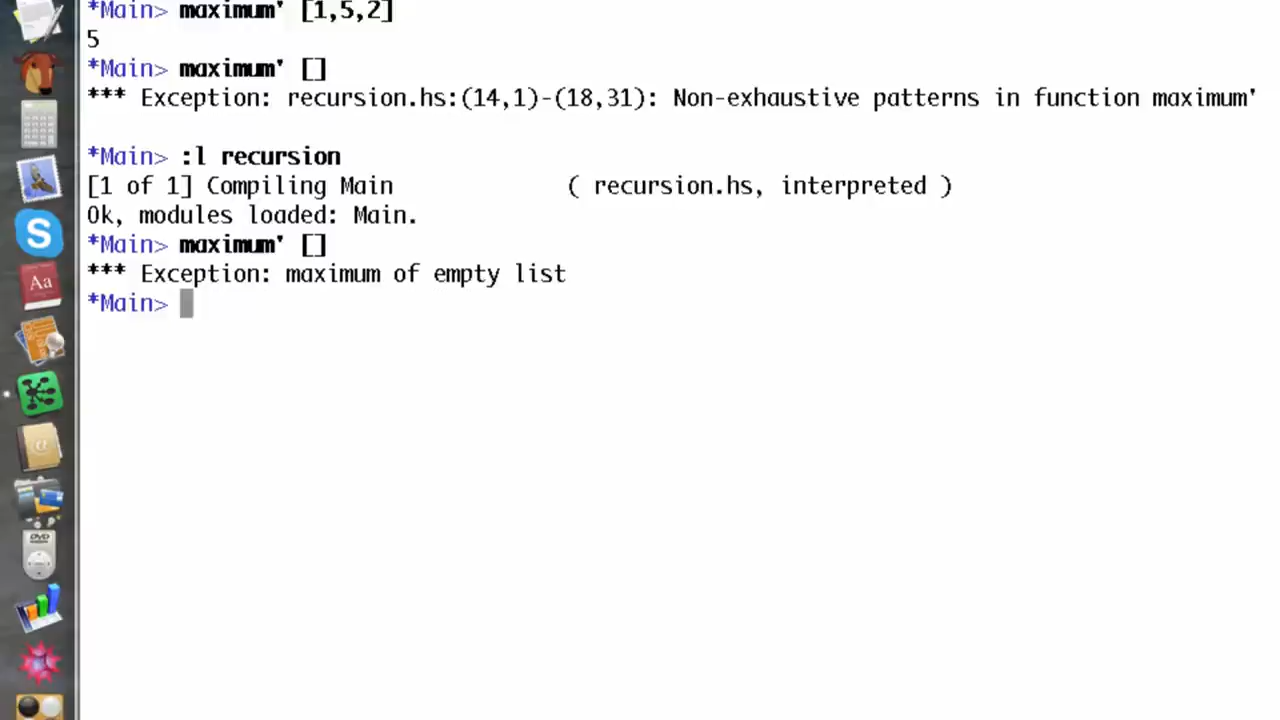 *Main> maximum' [1,5,2]
5
*Main> maximum' []
*** Exception: recursion.hs:(14,1)-(18,31): Non-exhaustive patterns in function maximum'
*Main> :l recursion
[1 of 1] Compiling Main ( recursion.hs, interpreted )
Ok, modules loaded: Main.
*Main> maximum' []
*** Exception: maximum of empty list
*Main>
Aa
@
DVD